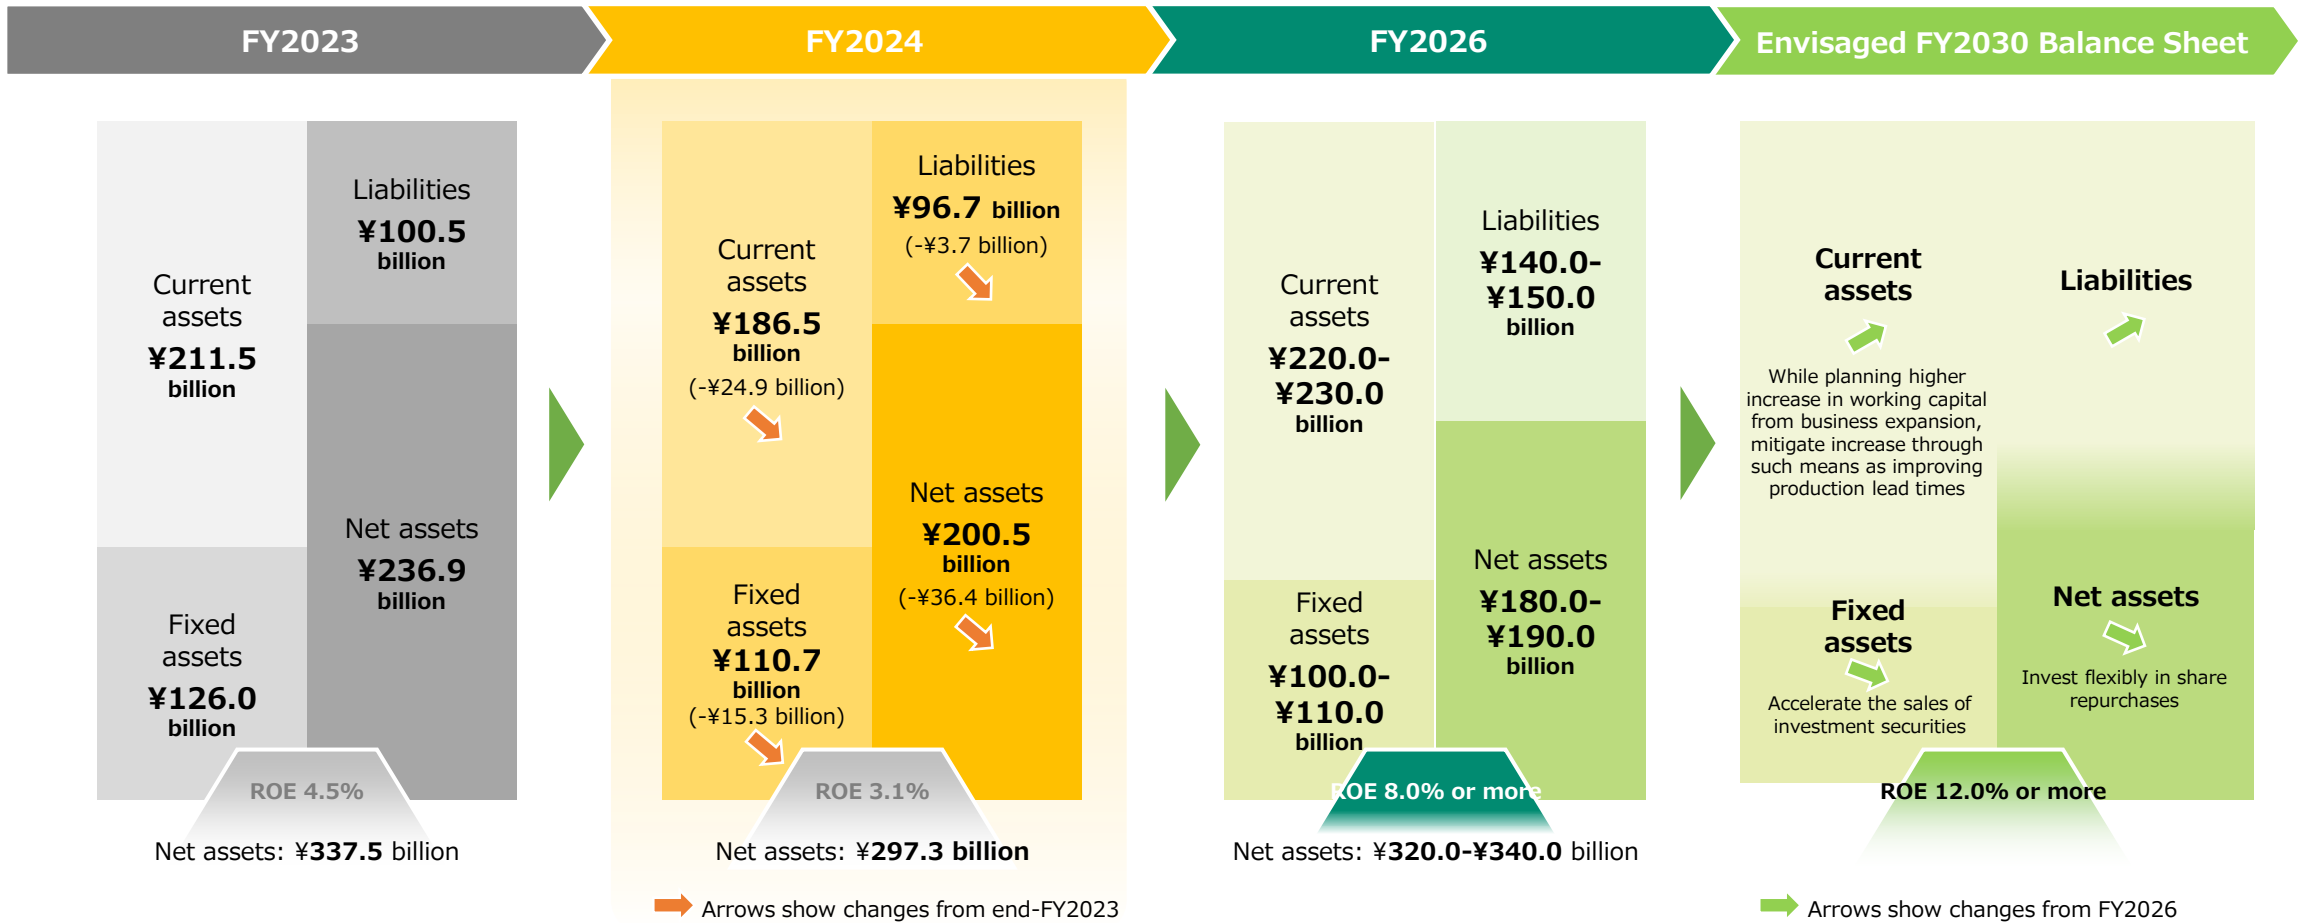 FY2023
FY2024
FY2026
Envisaged FY2030 Balance Sheet
Current
assets
¥211.5
billion
Fixed
assets
¥126.0
billion
Liabilities
¥100.5
billion
Net assets
¥236.9
billion
ROE 4.5%
Net assets: ¥337.5 billion
Current
assets
¥186.5
billion
(-¥24.9 billion)
Fixed
assets
¥110.7
billion
(-¥15.3 billion)
Liabilities
¥96.7 billion
(-¥3.7 billion)
Net assets
¥200.5
billion
(-¥36.4 billion)
ROE 3.1%
Net assets: ¥297.3 billion
Arrows show changes from end-FY2023
Current
assets
¥220.0-
¥230.0
billion
Fixed
assets
¥100.0-
¥110.0
billion
Liabilities
¥140.0-
¥150.0
billion
Net assets
¥180.0-
¥190.0
billion
ROE 8.0% or more
Net assets: ¥320.0-¥340.0 billion
Current
assets
While planning higher
increase in working capital
from business expansion,
mitigate increase through
such means as improving
production lead times
Fixed
assets
Accelerate the sales of
investment securities
Liabilities
Net assets
Invest flexibly in share
repurchases
ROE 12.0% or more
Arrows show changes from FY2026